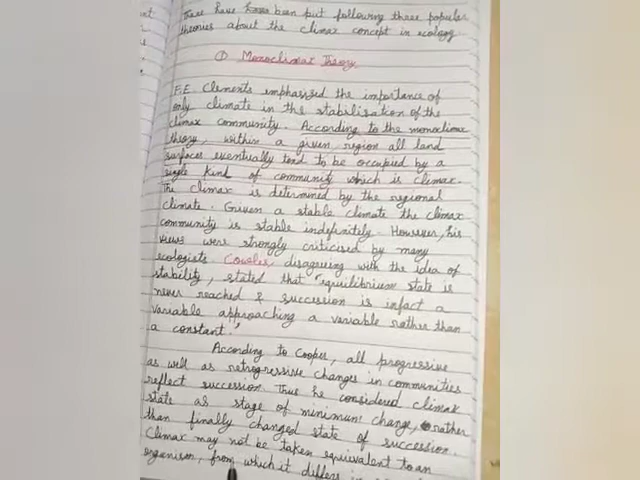 There have been put following three popular
theories about the climax concept in ecology
① Monoclimax Theory.
F.E. Clements emphasized the importance of
only climate in the stabilisation of the
climax community. According to the monoclimax
theory, within a given region all land
surfaces eventually tend to be occupied by a
single kind of community which is climax.
The climax is determined by the regional
climate. Given a stable climate the climax
community is stable indefinitely. However, his
views were strongly criticised by many
ecologists disagreeing with the idea of
stability, stated that "equilibrium state is
never reached & succession is infact a
variable approaching a variable rather than
a constant."
According to Cooper, all progressive
as well as retrogressive changes in communities
reflect succession. Thus he considered climax
state as stage of minimum change, rather
than finally changed state of succession.
Climax may not be taken equivalent to an
organism, from which it differs in